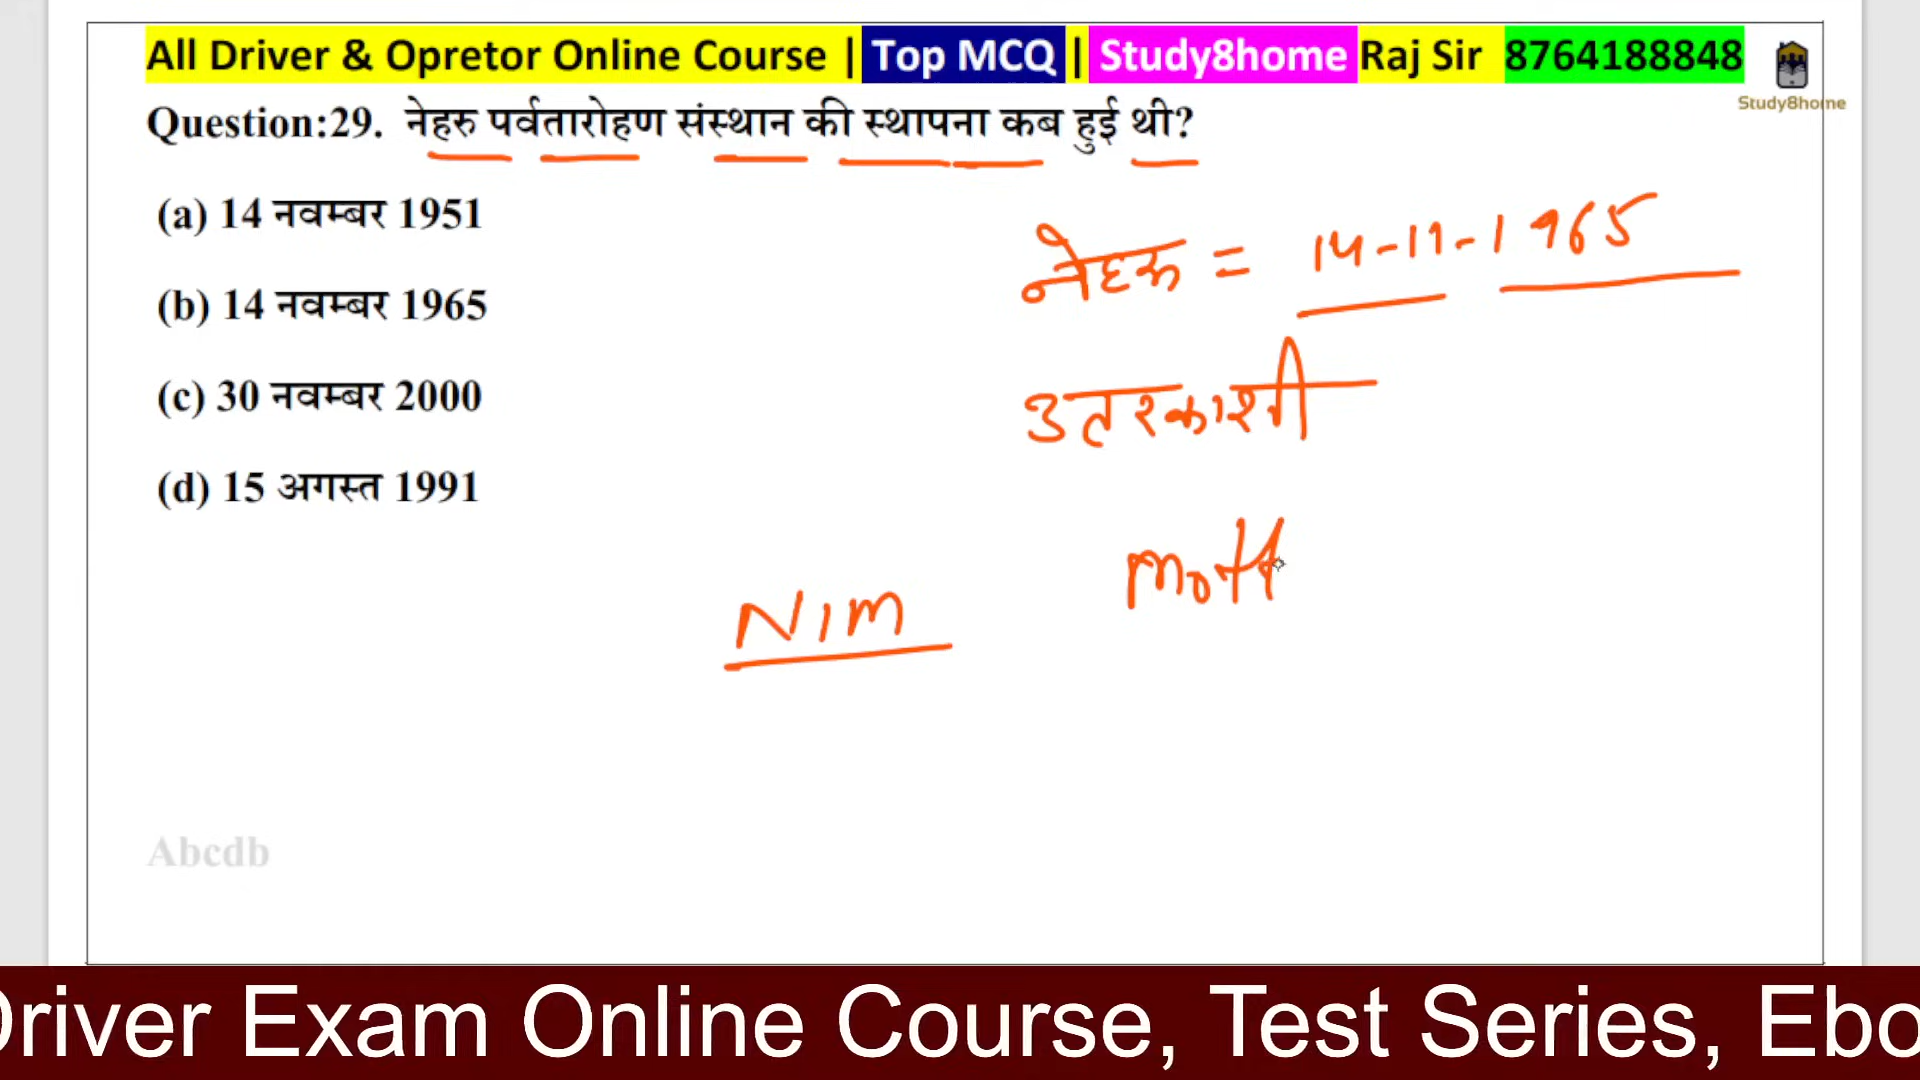 All Driver & Opretor Online Course | Top MCQ | Study8home Raj Sir 8764188848
Study8home
Question:29. नेहरु पर्वतारोहण संस्थान की स्थापना कब हुई थी?
(a) 14 नवम्बर 1951
नेहरू = 14-11-1965
(b) 14 नवम्बर 1965
(c) 30 नवम्बर 2000
उतरकाशी
(d) 15 अगस्त 1991
Mott
NIM
Abcdb
Driver Exam Online Course, Test Series, Ebo